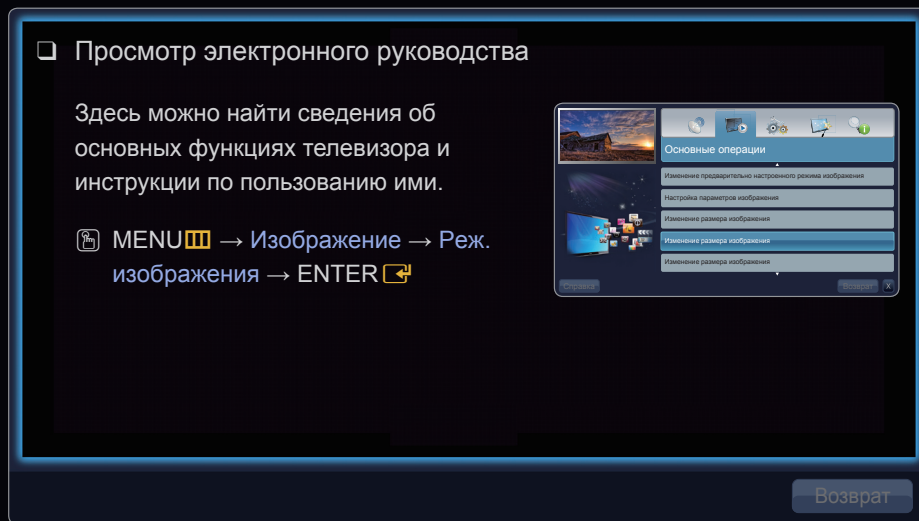 ❑ Просмотр электронного руководства
Здесь можно найти сведения об
основных функциях телевизора и
инструкции по пользованию ими.
MENU → Изображение → Реж.
изображения → ENTER
Основные операции
Изменение предварительно настроенного режима изображения
Настройка параметров изображения
Изменение размера изображения
Изменение размера изображения
Изменение размера изображения
Справка
Возврат X
Возврат